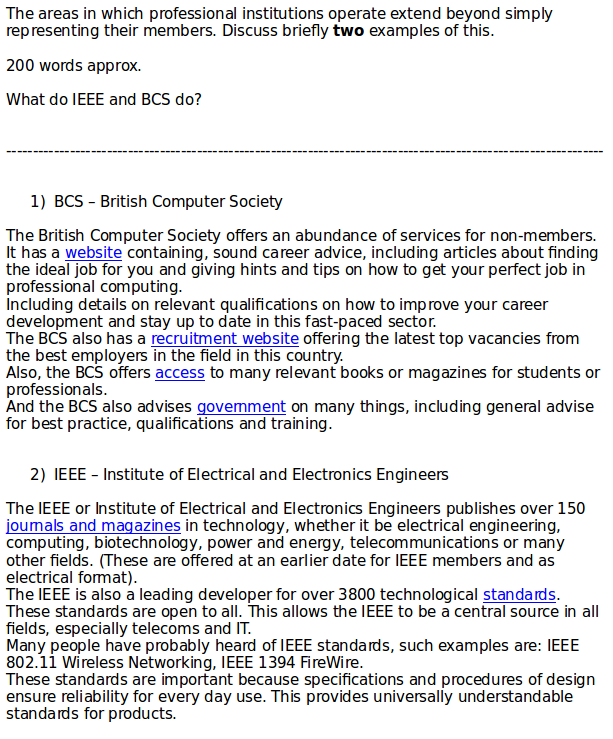 The areas in which professional institutions operate extend beyond simply
representing their members. Discuss briefly two examples of this.
200 words approx.
What do IEEE and BCS do?
----------------------------------------------------------------------------------------------------------------
1) BCS – British Computer Society
The British Computer Society offers an abundance of services for non-members.
It has a website containing, sound career advice, including articles about finding
the ideal job for you and giving hints and tips on how to get your perfect job in
professional computing.
Including details on relevant qualifications on how to improve your career
development and stay up to date in this fast-paced sector.
The BCS also has a recruitment website offering the latest top vacancies from
the best employers in the field in this country.
Also, the BCS offers access to many relevant books or magazines for students or
professionals.
And the BCS also advises government on many things, including general advise
for best practice, qualifications and training.
2) IEEE – Institute of Electrical and Electronics Engineers
The IEEE or Institute of Electrical and Electronics Engineers publishes over 150
journals and magazines in technology, whether it be electrical engineering,
computing, biotechnology, power and energy, telecommunications or many
other fields. (These are offered at an earlier date for IEEE members and as
electrical format).
The IEEE is also a leading developer for over 3800 technological standards.
These standards are open to all. This allows the IEEE to be a central source in all
fields, especially telecoms and IT.
Many people have probably heard of IEEE standards, such examples are: IEEE
802.11 Wireless Networking, IEEE 1394 FireWire.
These standards are important because specifications and procedures of design
ensure reliability for every day use. This provides universally understandable
standards for products.